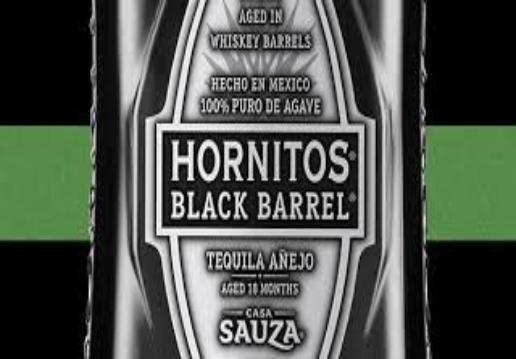 AGED IN
WHISKEY BARRELS
HECHO EN MEXICO
100% PURO DE AGAVE
HORNITOS®
BLACK BARREL®
TEQUILA AÑEJO
AGED 18 MONTHS
CASA
SAUZA